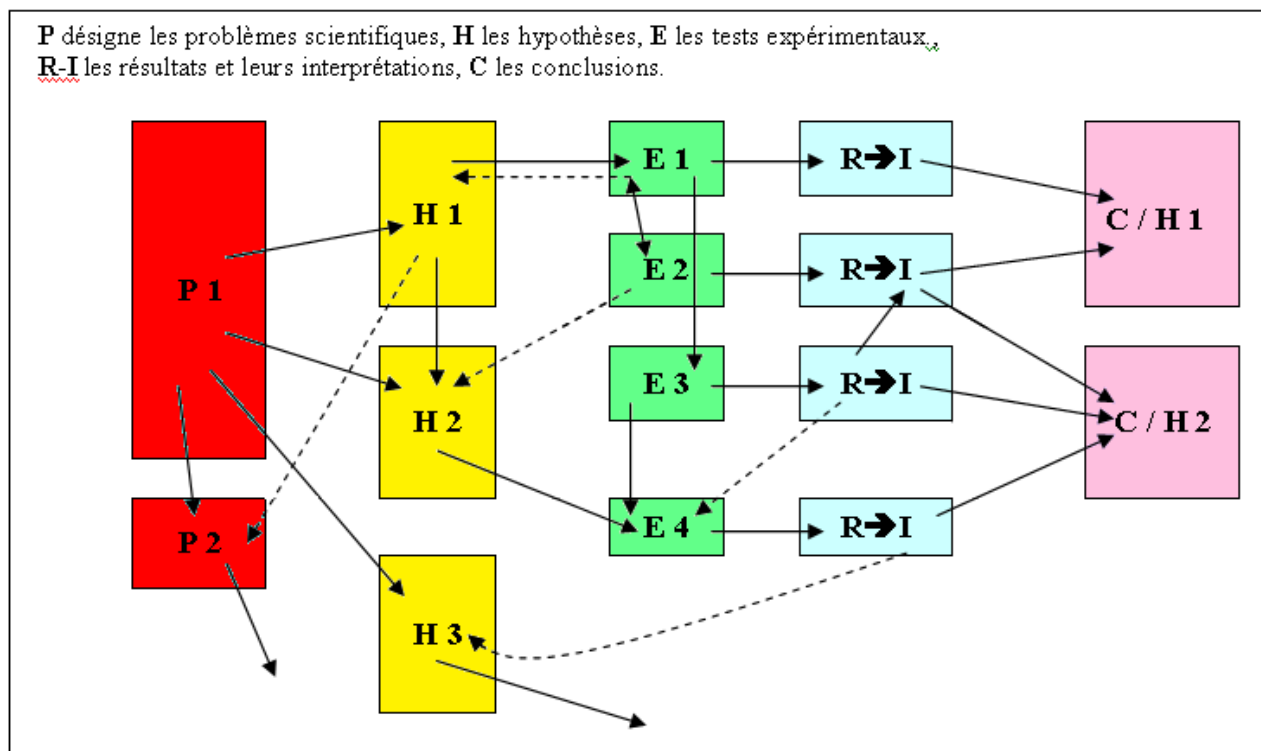 P désigne les problèmes scientifiques, H les hypothèses, E les tests expérimentaux,
R-I les résultats et leurs interprétations, C les conclusions.
E 1
R➔I
H 1
C / H 1
E 2
R➔I
P 1
E 3
R➔I
H 2
C / H 2
P 2
E 4
R➔I
H 3